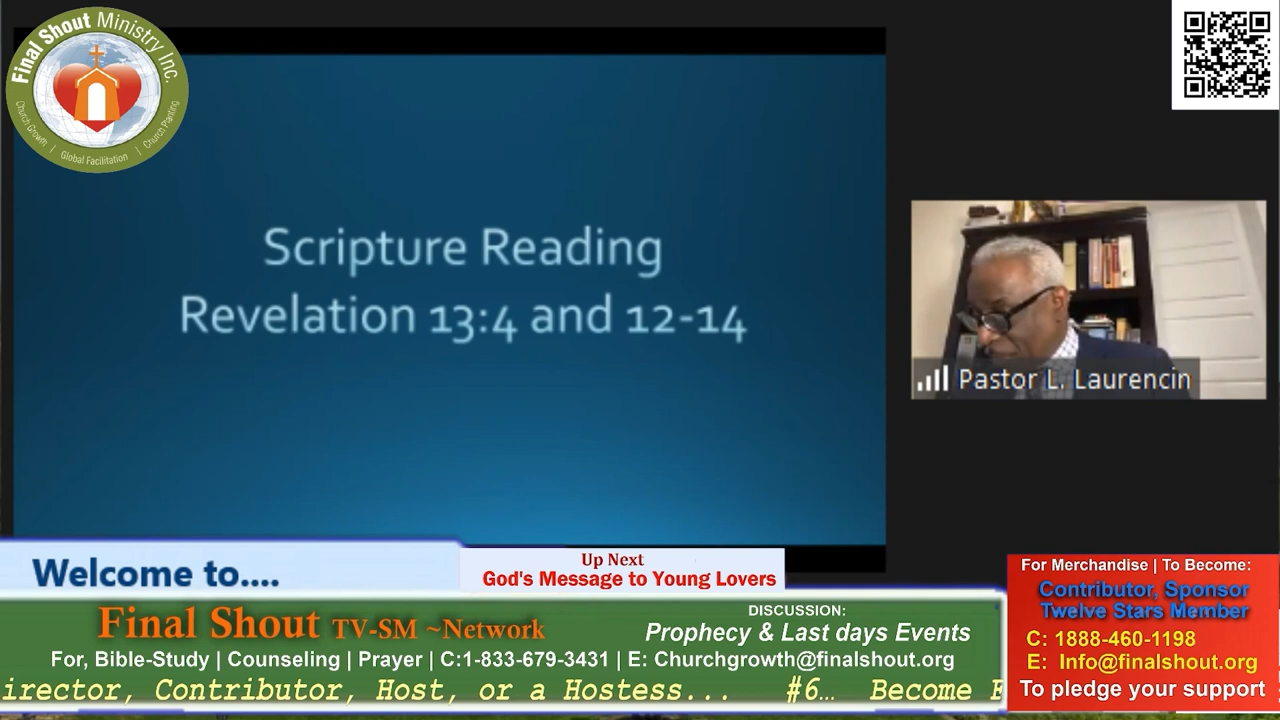 Final Shout Ministry Inc.
Church Growth | Global Facilitation | Church Planting
Scripture Reading
Revelation 13:4 and 12-14
Pastor L. Laurencin
Welcome to....
Up Next
God's Message to Young Lovers
Final Shout TV-SM ~Network
DISCUSSION:
Prophecy & Last days Events
For, Bible-Study | Counseling | Prayer | C:1-833-679-3431 | E: Churchgrowth@finalshout.org
irector, Contributor, Host, or a Hostess... #6… Become
For Merchandise | To Become:
Contributor, Sponsor
Twelve Stars Member
C: 1888-460-1198
E: Info@finalshout.org
To pledge your support